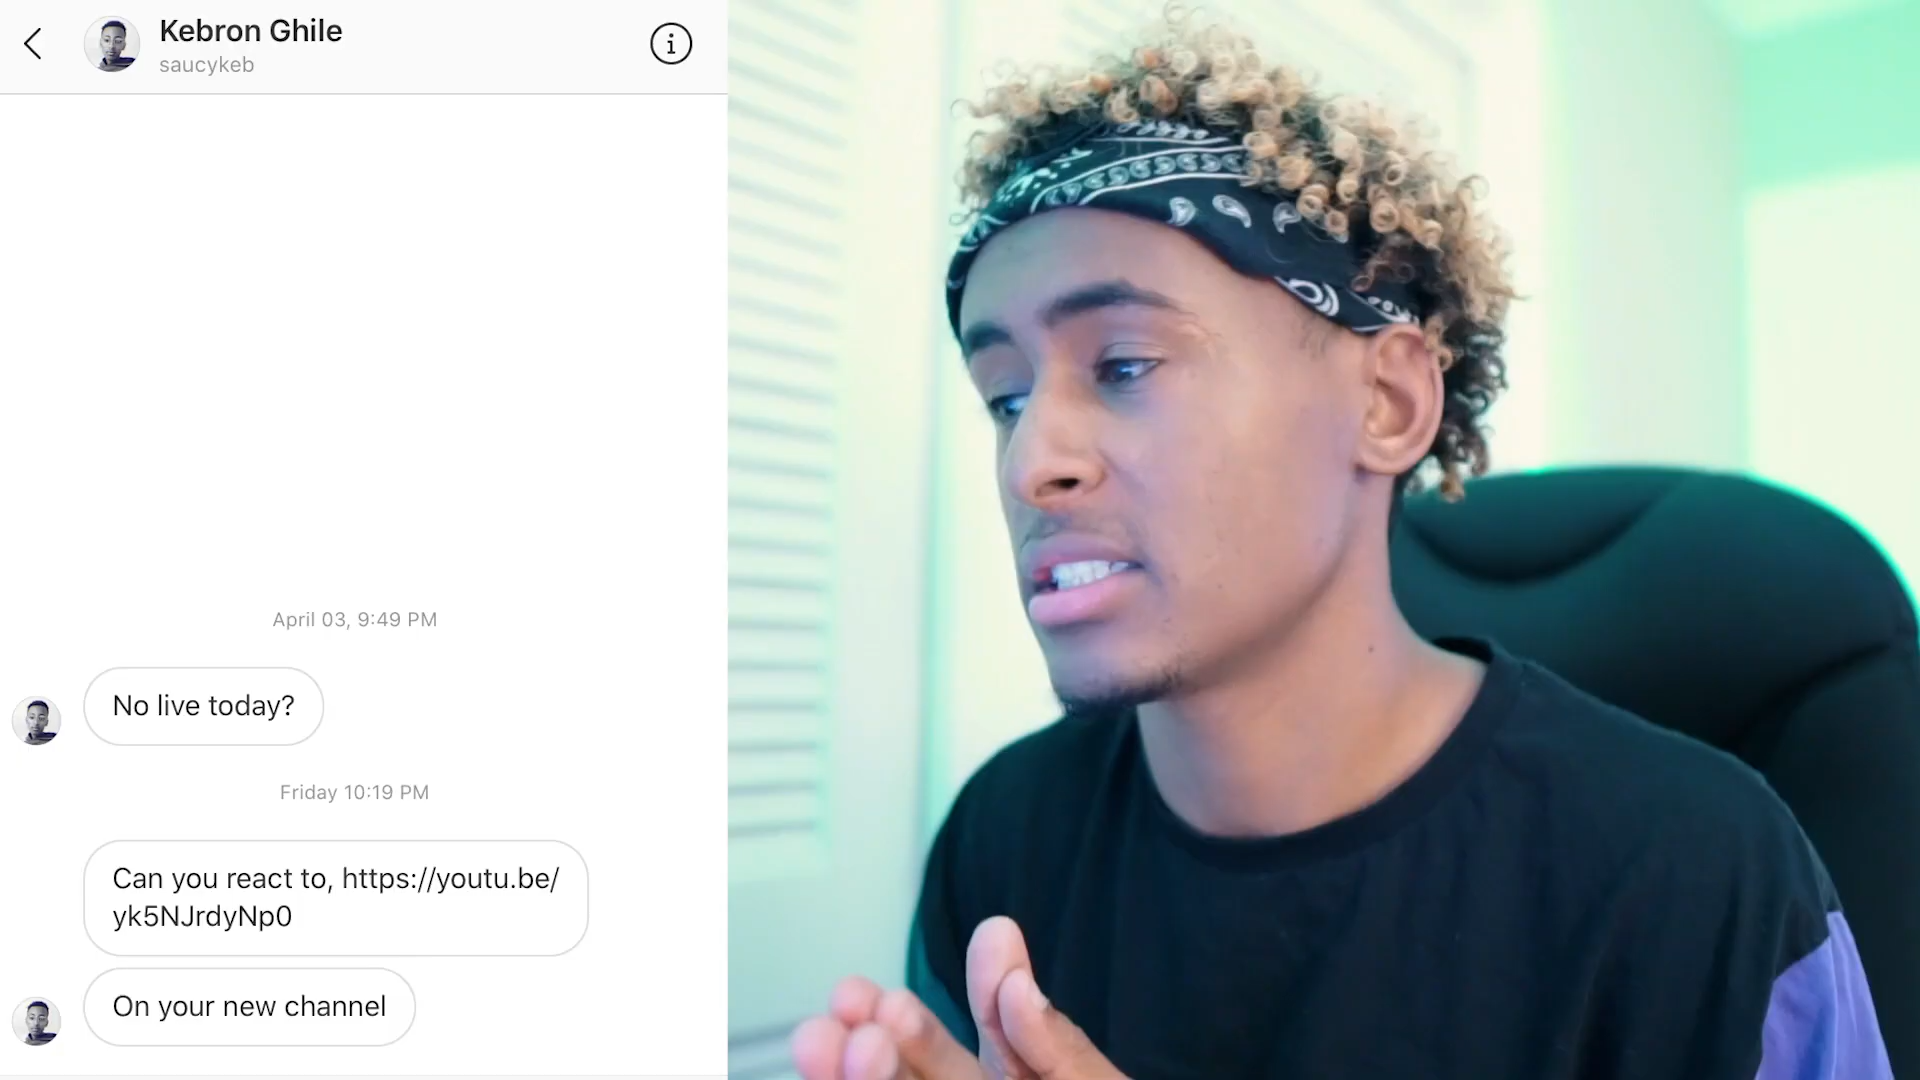 Kebron Ghile
saucykeb
April 03, 9:49 PM
No live today?
Friday 10:19 PM
Can you react to, https://youtu.be/
yk5NJrdyNp0
On your new channel